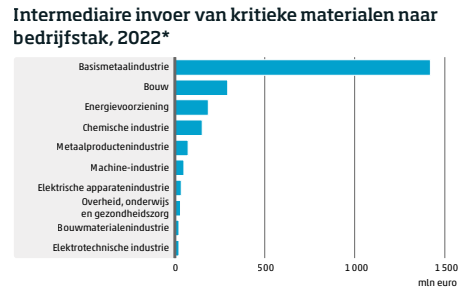 Intermediaire invoer van kritieke materialen naar
bedrijfstak, 2022*
Basismetaalindustrie
Bouw
Energievoorziening
Chemische industrie
Metaalproductenindustrie
Machine-industrie
Elektrische apparatenindustrie
Overheid, onderwijs
en gezondheidszorg
Bouwmaterialenindustrie
Elektrotechnische industrie
0 500 1 000 1 500
mln euro